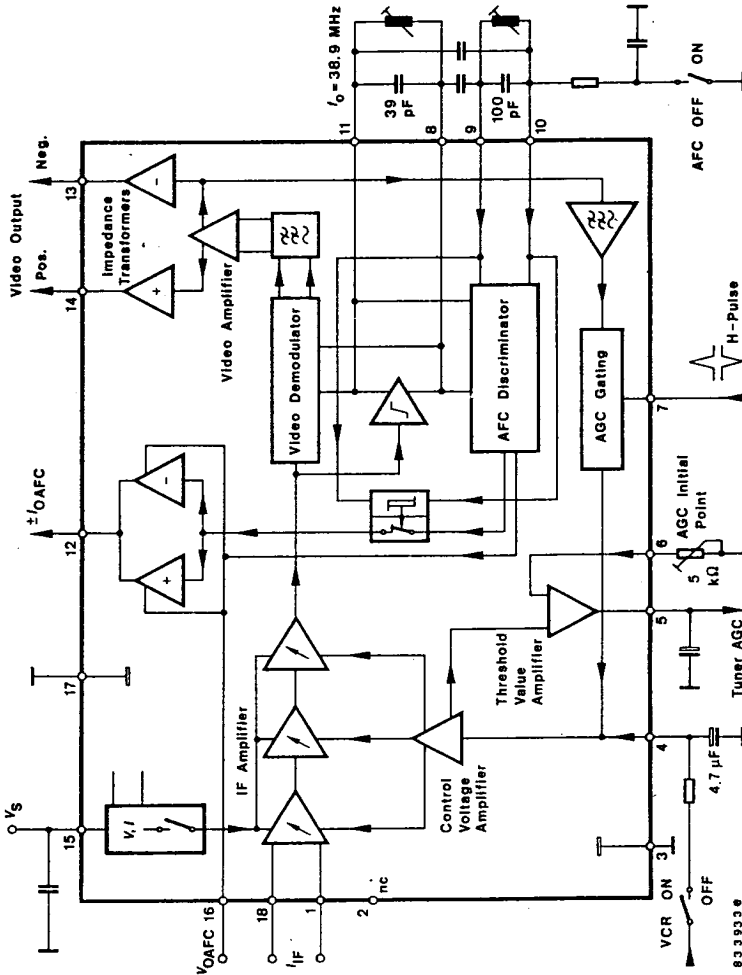 Video Output
Pos.
Neg.
14
13
Impedance
Transformers
+
-
Video Amplifier
Video Demodulator
f₀ = 38.9 MHz
11
39
pF
8
9
100
pF
10
AFC OFF
ON
AFC Discriminator
AGC Gating
7
H-Pulse
±I OAFC
12
+
-
6
AGC Initial
Point
5
kΩ
Threshold
Value
Amplifier
5
Tuner AGC
17
IF Amplifier
Control
Voltage
Amplifier
4
4.7 µF
3
VS
15
V, I
VOAFC 16
18
IIF
1
2
nc
VCR
ON
OFF
83393 3e